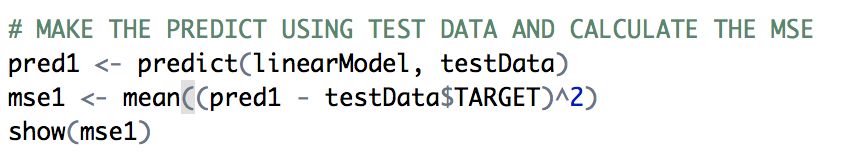 # MAKE THE PREDICT USING TEST DATA AND CALCULATE THE MSE
pred1 <- predict(linearModel, testData)
mse1 <- mean((pred1 - testData$TARGET)^2)
show(mse1)